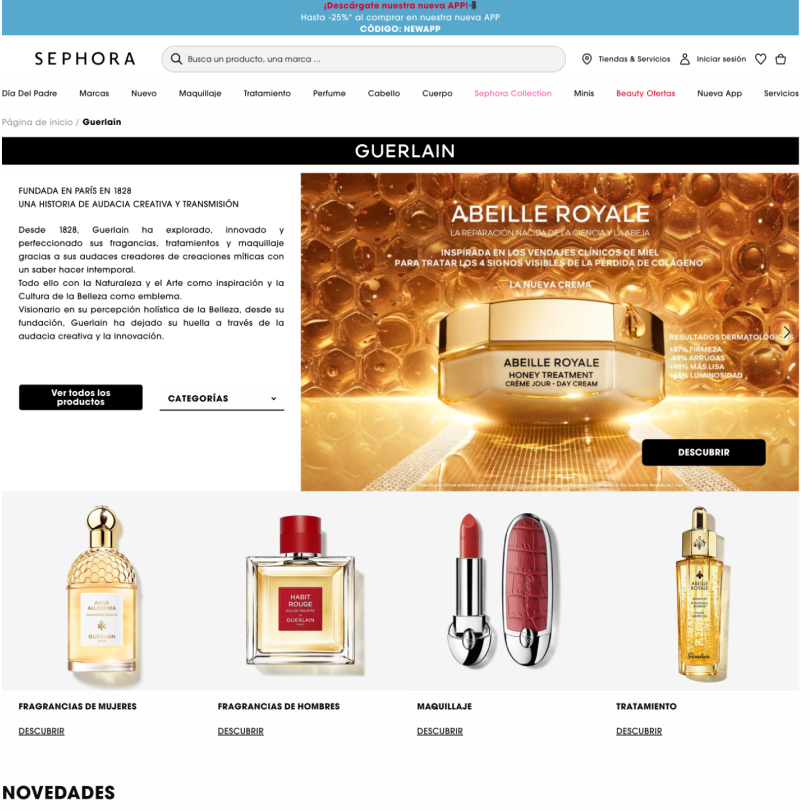 ¡Descárgate nuestra nueva APP!
Hasta -25%* al comprar en nuestra nueva APP
CÓDIGO: NEWAPP
SEPHORA
Busca un producto, una marca ...
Tiendas & Servicios
Iniciar sesión
Día Del Padre
Marcas
Nuevo
Maquillaje
Tratamiento
Perfume
Cabello
Cuerpo
Sephora Collection
Minis
Beauty Ofertas
Nueva App
Servicios
Página de inicio / Guerlain
GUERLAIN
FUNDADA EN PARÍS EN 1828
UNA HISTORIA DE AUDACIA CREATIVA Y TRANSMISIÓN
Desde 1828, Guerlain ha explorado, innovado y
perfeccionado sus fragancias, tratamientos y maquillaje
gracias a sus audaces creadores de creaciones míticas con
un saber hacer intemporal.
Todo ello con la Naturaleza y el Arte como inspiración y la
Cultura de la Belleza como emblema.
Visionario en su percepción holística de la Belleza, desde su
fundación, Guerlain ha dejado su huella a través de la
audacia creativa y la innovación.
Ver todos los
productos
CATEGORÍAS
ABEILLE ROYALE
LA REPARACIÓN NACIDA DE LA CIENCIA Y LA ABEJA
INSPIRADA EN LOS VENDAJES CLÍNICOS DE MIEL
PARA TRATAR LOS 4 SIGNOS VISIBLES DE LA PÉRDIDA DE COLÁGENO
LA NUEVA CREMA
RESULTADOS DERMATOLÓGICOS
FIRMEZA
ARRUGAS
MÁS LISA
LUMINOSIDAD
ABEILLE ROYALE
HONEY TREATMENT
CRÈME JOUR · DAY CREAM
DESCUBRIR
AQUA
ALLEGORIA
GUERLAIN
HABIT
ROUGE
EAU DE TOILETTE
GUERLAIN
PARIS
ABEILLE
ROYALE
Guerlain
FRAGRANCIAS DE MUJERES
DESCUBRIR
FRAGRANCIAS DE HOMBRES
DESCUBRIR
MAQUILLAJE
DESCUBRIR
TRATAMIENTO
DESCUBRIR
NOVEDADES